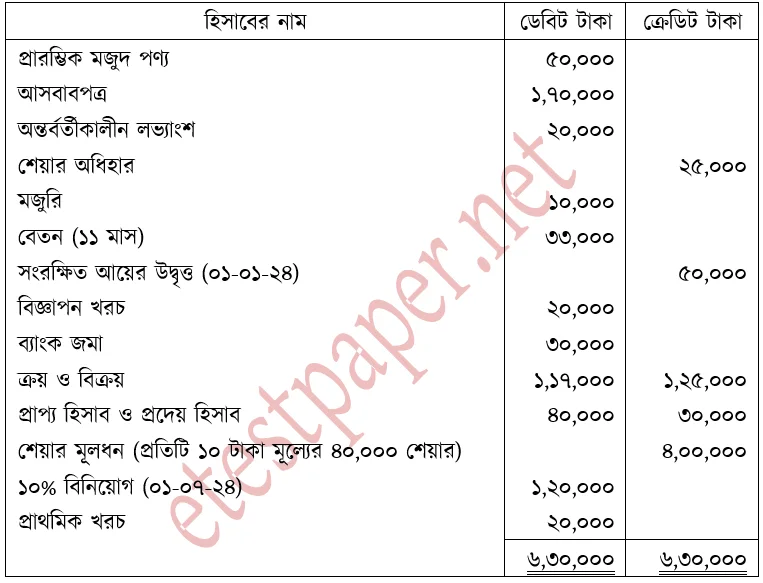 হিসাবের নাম ডেবিট টাকা ক্রেডিট টাকা
প্রারম্ভিক মজুদ পণ্য ৫০,০০০
আসবাবপত্র ১,৭০,০০০
অন্তর্বর্তীকালীন লভ্যাংশ ২০,০০০
শেয়ার অধিহার ২৫,০০০
মজুরি ১০,০০০
বেতন (১১ মাস) ৩৩,০০০
সংরক্ষিত আয়ের উদ্বৃত্ত (০১-০১-২৪) ৫০,০০০
বিজ্ঞাপন খরচ ২০,০০০
ব্যাংক জমা ৩০,০০০
ক্রয় ও বিক্রয় ১,১৭,০০০ ১,২৫,০০০
প্রাপ্য হিসাব ও প্রদেয় হিসাব ৪০,০০০ ৩০,০০০
শেয়ার মূলধন (প্রতিটি ১০ টাকা মূল্যের ৪০,০০০ শেয়ার) ৪,০০,০০০
১০% বিনিয়োগ (০১-০৭-২৪) ১,২০,০০০
প্রাথমিক খরচ ২০,০০০
৬,৩০,০০০ ৬,৩০,০০০
etestpaper.net